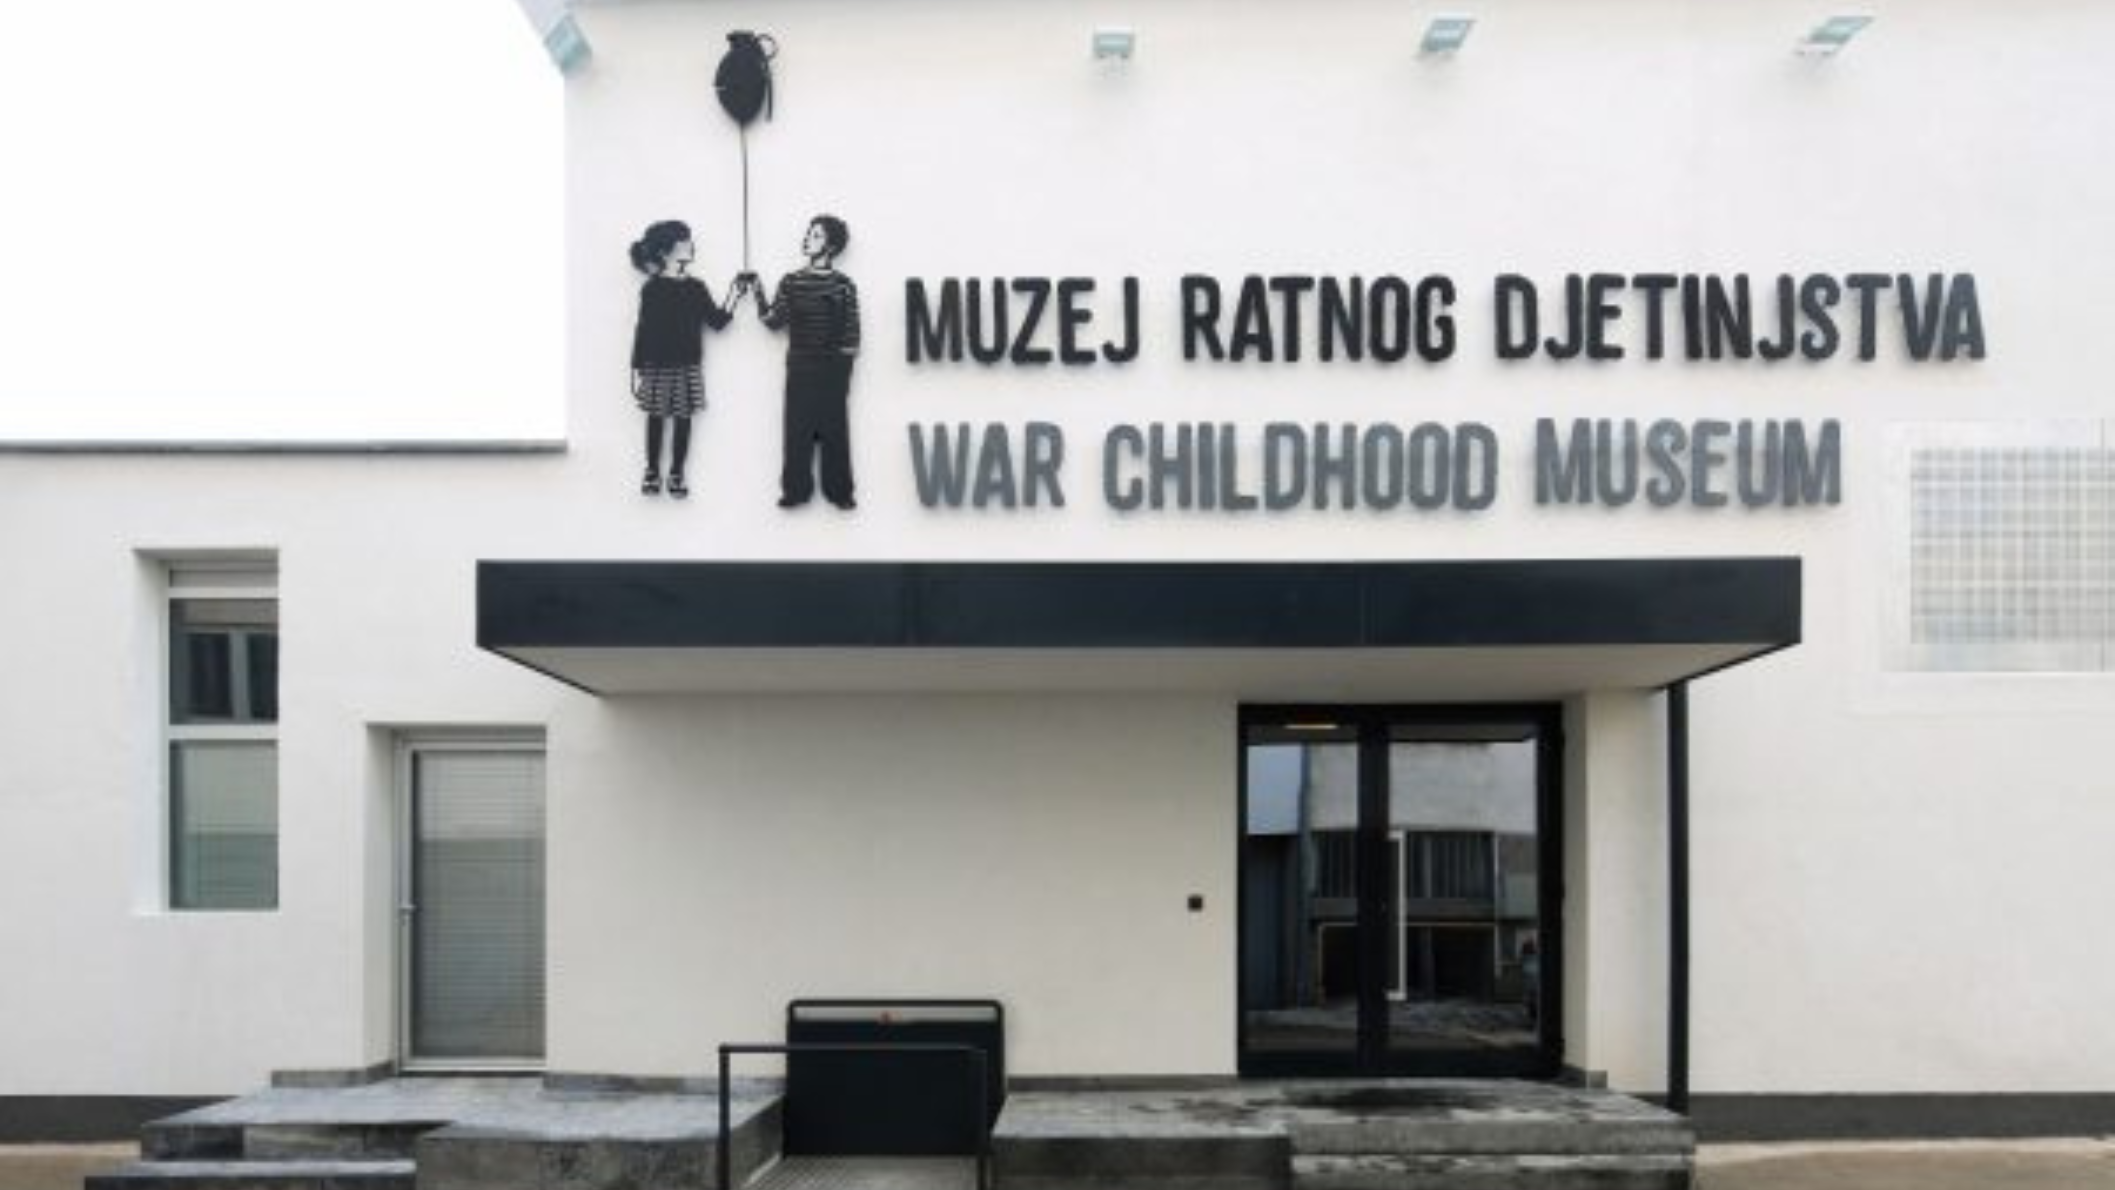 MUZEJ RATNOG DJETINJSTVA
WAR CHILDHOOD MUSEUM